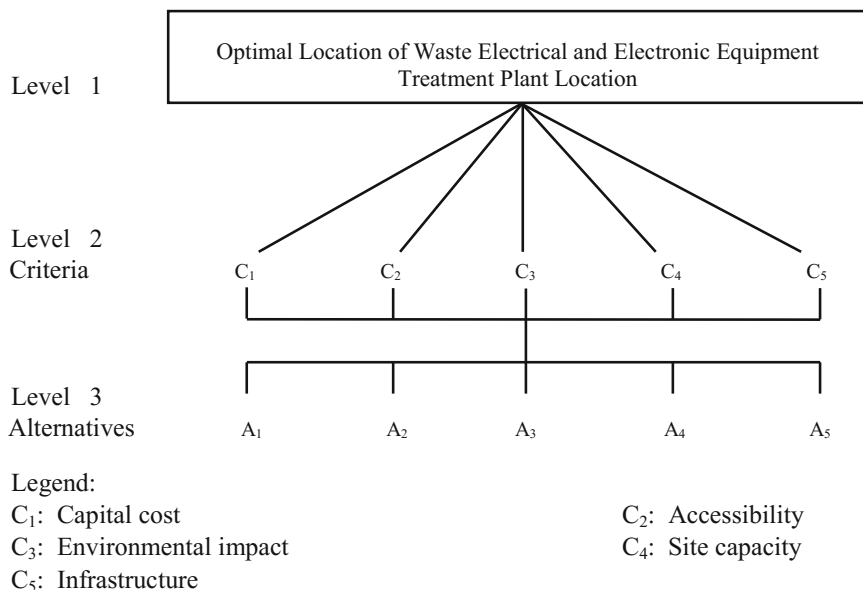 Optimal Location of Waste Electrical and Electronic Equipment
Treatment Plant Location
Level 1
Level 2
Criteria
C₁ C₂ C₃ C₄ C₅
Level 3
Alternatives
A₁ A₂ A₃ A₄ A₅
Legend:
C₁: Capital cost C₂: Accessibility
C₃: Environmental impact C₄: Site capacity
C₅: Infrastructure